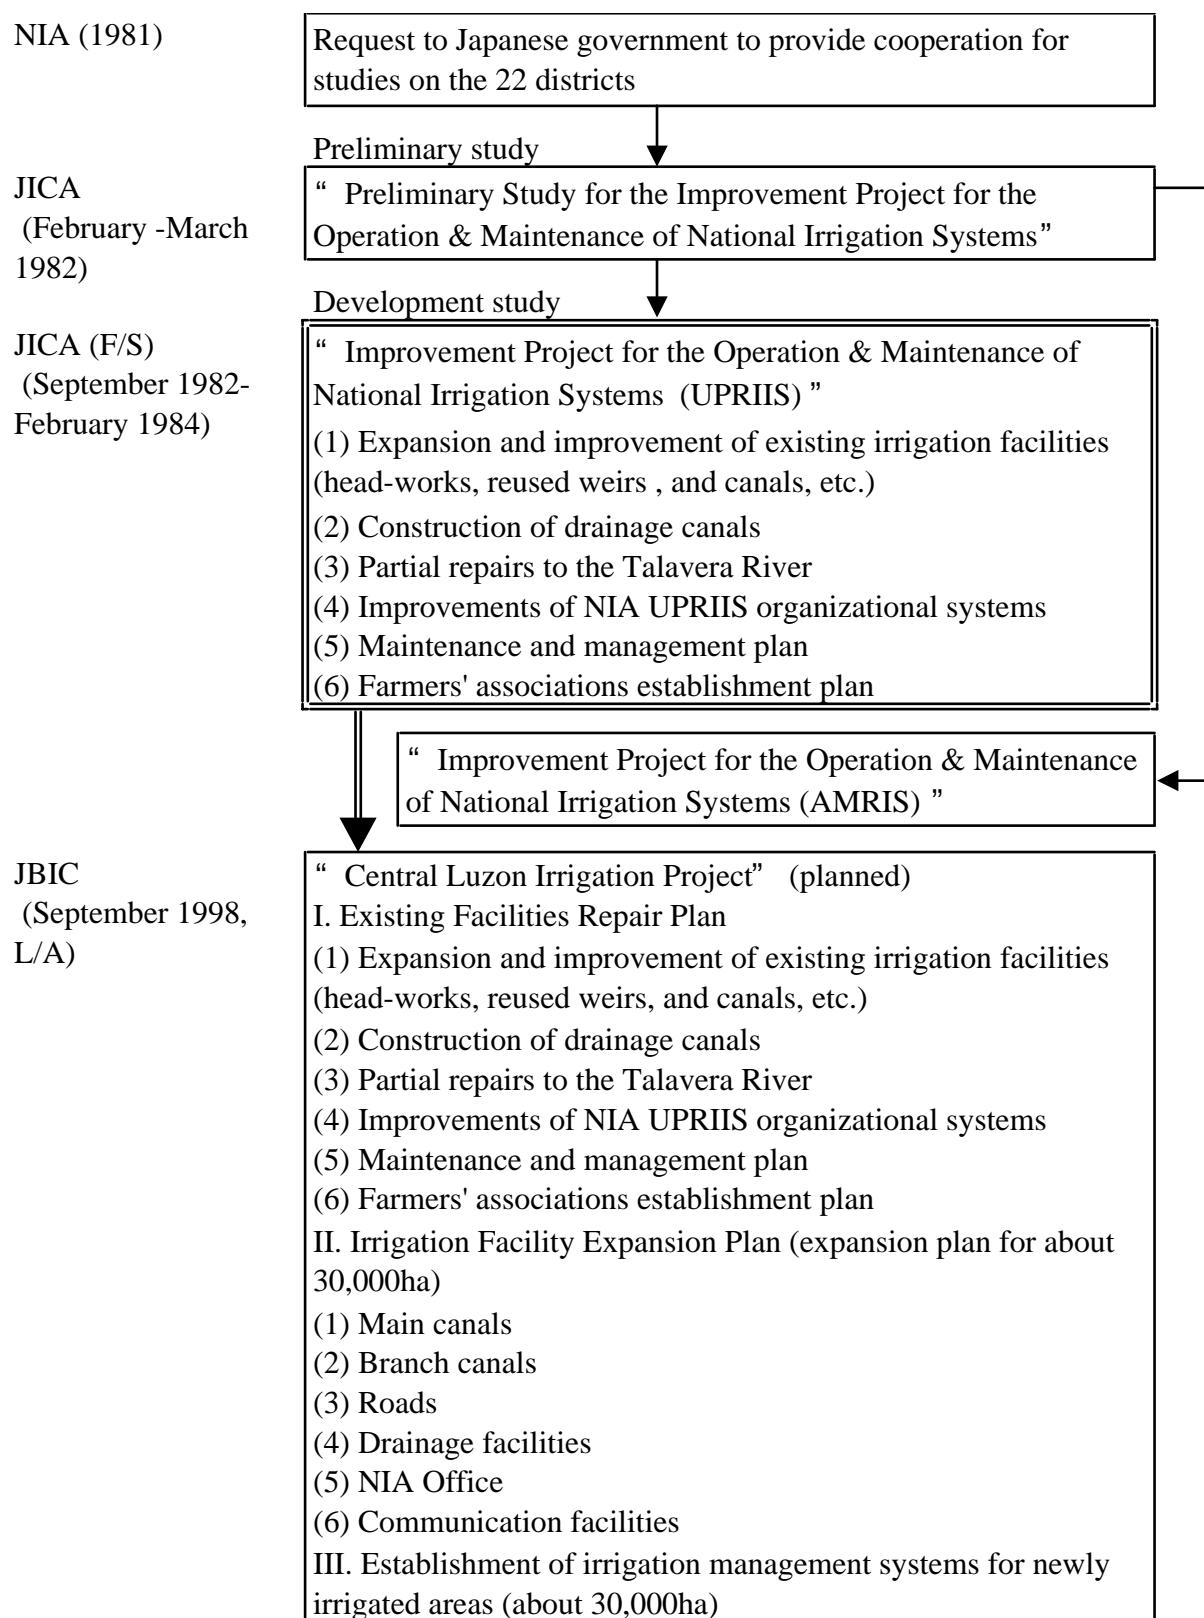 NIA (1981)
Request to Japanese government to provide cooperation for
studies on the 22 districts
Preliminary study
JICA
(February -March
1982)
“ Preliminary Study for the Improvement Project for the
Operation & Maintenance of National Irrigation Systems”
Development study
JICA (F/S)
(September 1982-
February 1984)
“ Improvement Project for the Operation & Maintenance of
National Irrigation Systems (UPRIIS) ”
(1) Expansion and improvement of existing irrigation facilities
(head-works, reused weirs , and canals, etc.)
(2) Construction of drainage canals
(3) Partial repairs to the Talavera River
(4) Improvements of NIA UPRIIS organizational systems
(5) Maintenance and management plan
(6) Farmers' associations establishment plan
“ Improvement Project for the Operation & Maintenance
of National Irrigation Systems (AMRIS) ”
JBIC
(September 1998,
L/A)
“ Central Luzon Irrigation Project” (planned)
I. Existing Facilities Repair Plan
(1) Expansion and improvement of existing irrigation facilities
(head-works, reused weirs, and canals, etc.)
(2) Construction of drainage canals
(3) Partial repairs to the Talavera River
(4) Improvements of NIA UPRIIS organizational systems
(5) Maintenance and management plan
(6) Farmers' associations establishment plan
II. Irrigation Facility Expansion Plan (expansion plan for about
30,000ha)
(1) Main canals
(2) Branch canals
(3) Roads
(4) Drainage facilities
(5) NIA Office
(6) Communication facilities
III. Establishment of irrigation management systems for newly
irrigated areas (about 30,000ha)